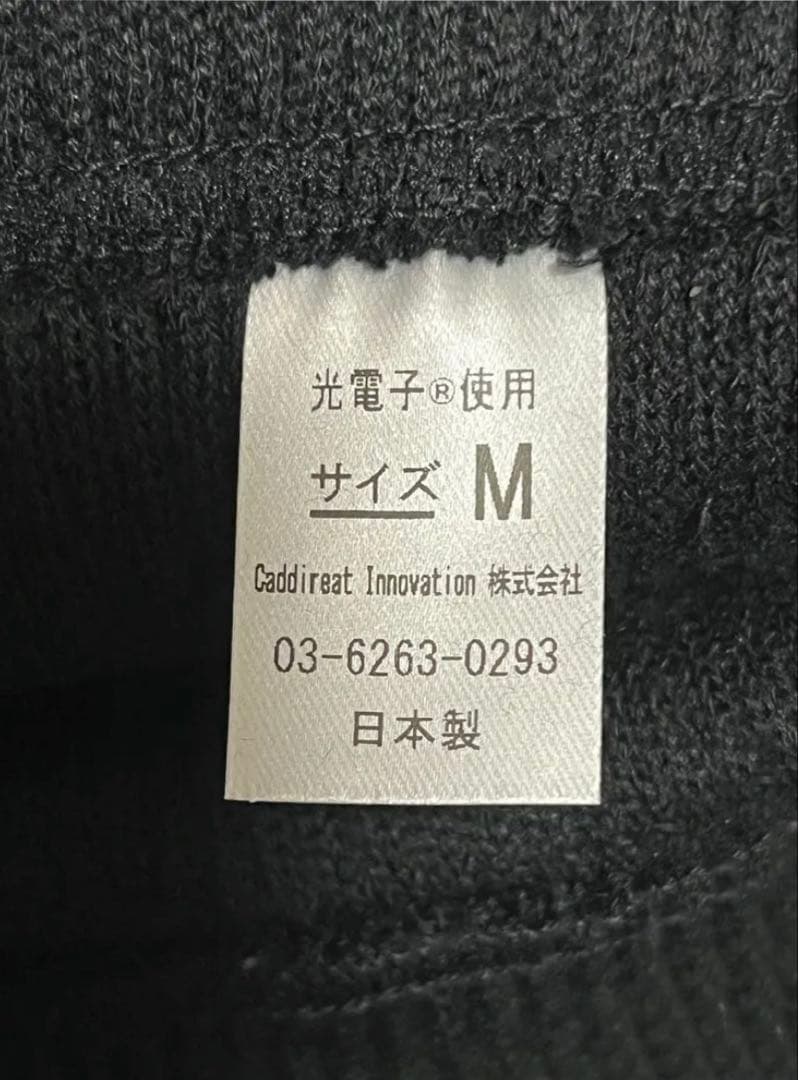 光電子®使用
サイズ M
Caddireat Innovation 株式会社
03-6263-0293
日本製